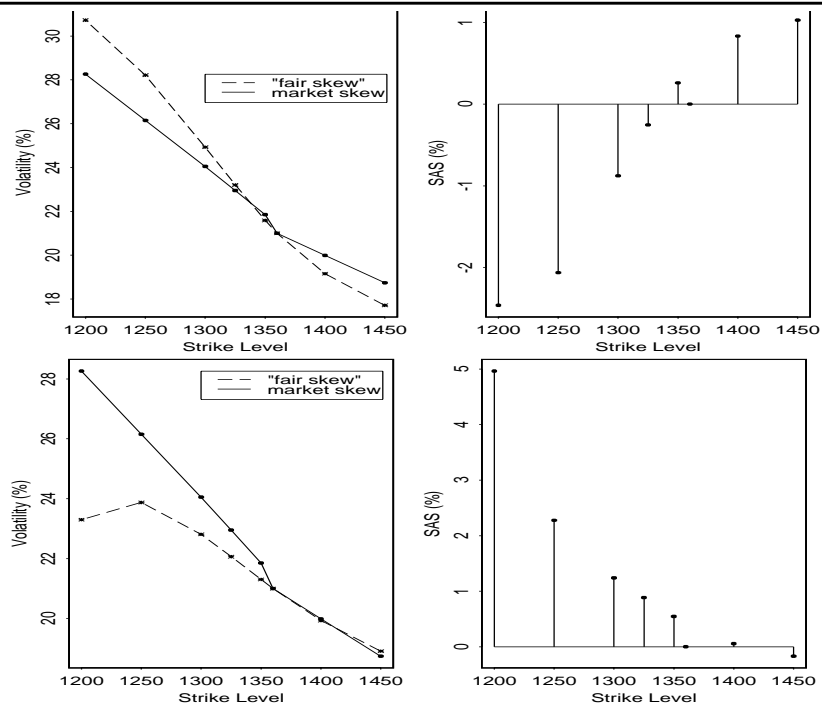 30
28
26
24
22
20
18
Volatility (%)
"fair skew"
market skew
1200 1250 1300 1350 1400 1450
Strike Level
1
0
-1
-2
SAS (%)
1200 1250 1300 1350 1400 1450
Strike Level
28
26
24
22
20
Volatility (%)
"fair skew"
market skew
1200 1250 1300 1350 1400 1450
Strike Level
5
4
3
2
1
0
SAS (%)
1200 1250 1300 1350 1400 1450
Strike Level